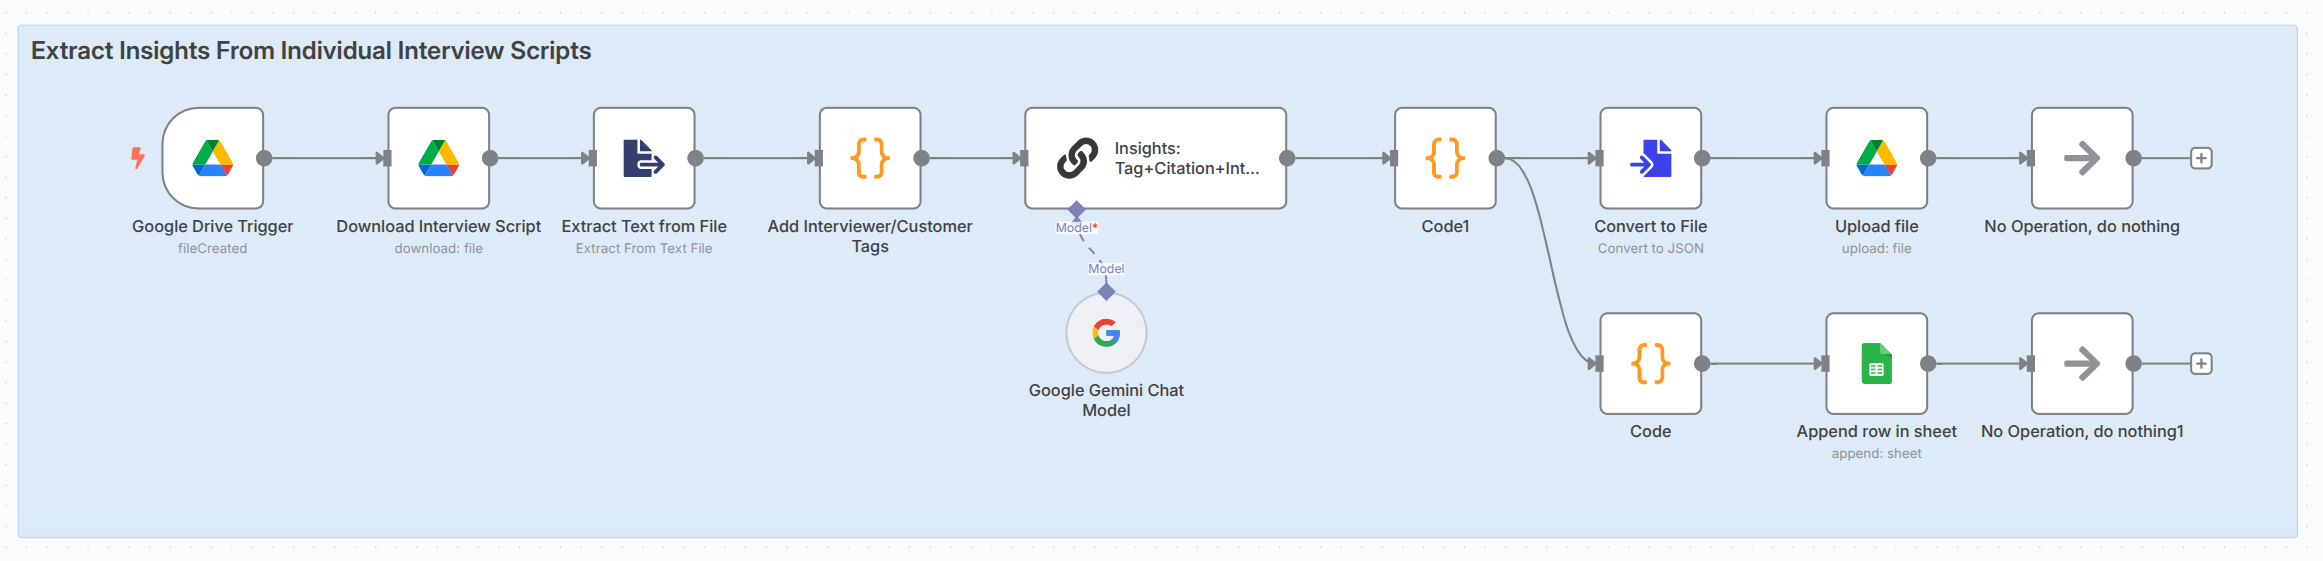 Extract Insights From Individual Interview Scripts
Google Drive Trigger
fileCreated
Download Interview Script
download: file
Extract Text from File
Extract From Text File
Add Interviewer/Customer
Tags
Insights:
Tag+Citation+Int...
Model*
Model
Google Gemini Chat
Model
Code1
Convert to File
Convert to JSON
Upload file
upload: file
No Operation, do nothing
Code
Append row in sheet
append: sheet
No Operation, do nothing1